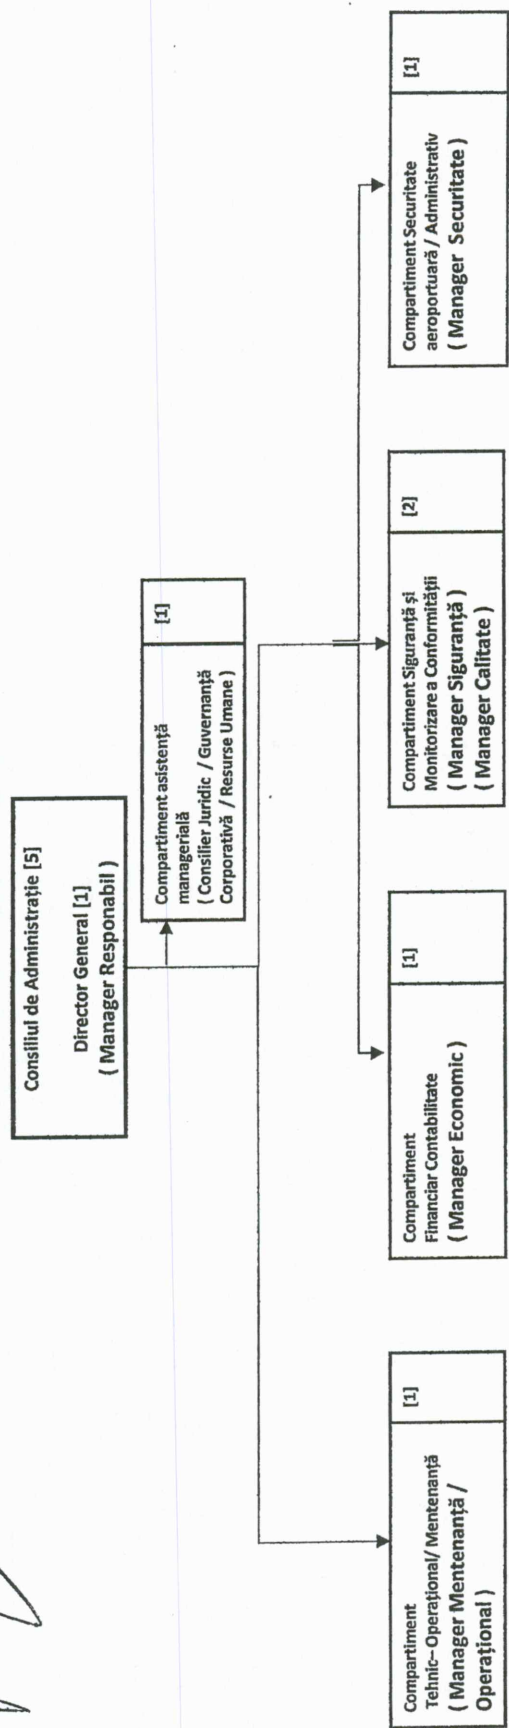 Consiliul de Administrație [5]
Director General [1]
( Manager Responabil )
Compartiment asistență
managerială
( Consilier Juridic / Guvernanță
Corporativă / Resurse Umane )
[1]
Compartiment
Tehnic–Operațional/ Mentenanță
( Manager Mentenanță /
Operațional )
[1]
Compartiment
Financiar Contabilitate
( Manager Economic )
[1]
Compartiment Siguranță și
Monitorizare a Conformității
( Manager Siguranță )
( Manager Calitate )
[2]
Compartiment Securitate
aeroportuară / Administrativ
( Manager Securitate )
[1]